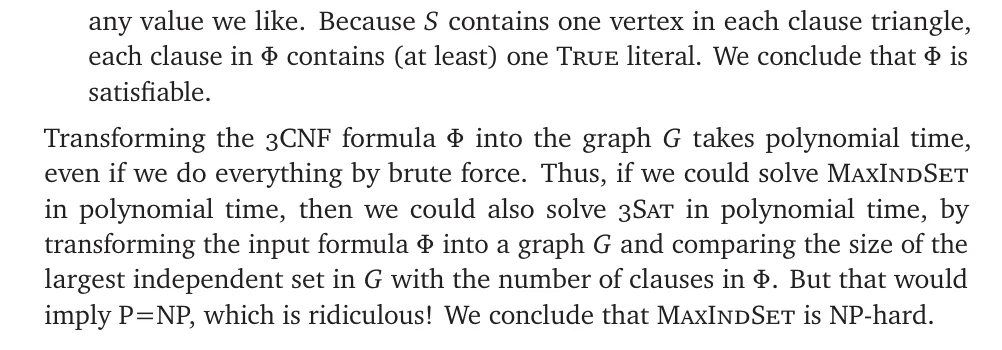 any value we like. Because S contains one vertex in each clause triangle,
each clause in Φ contains (at least) one True literal. We conclude that Φ is
satisfiable.
Transforming the 3CNF formula Φ into the graph G takes polynomial time,
even if we do everything by brute force. Thus, if we could solve MaxIndSet
in polynomial time, then we could also solve 3Sat in polynomial time, by
transforming the input formula Φ into a graph G and comparing the size of the
largest independent set in G with the number of clauses in Φ. But that would
imply P=NP, which is ridiculous! We conclude that MaxIndSet is NP-hard.